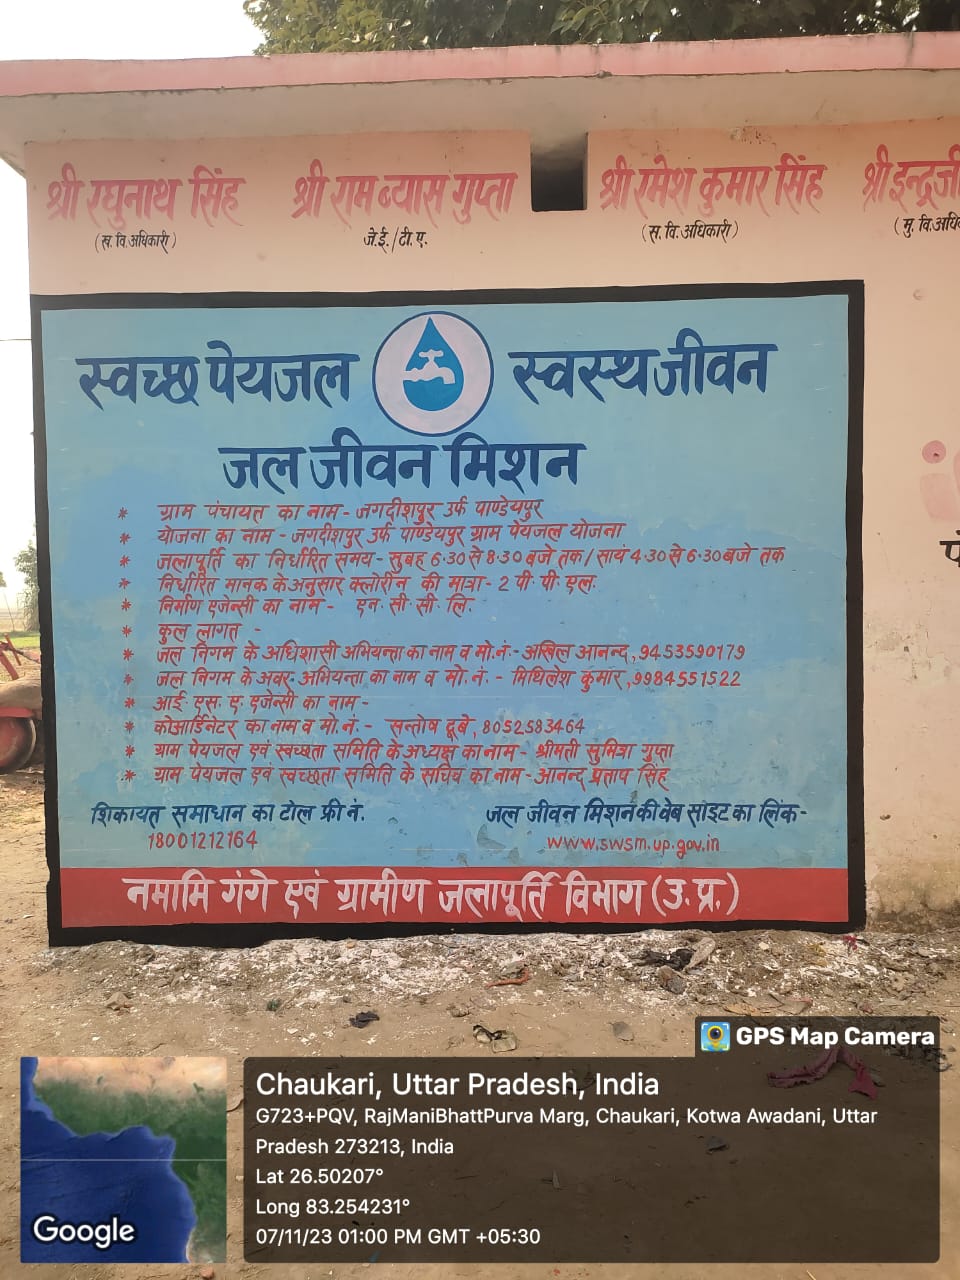 श्री रघुनाथ सिंह
(ख. वि. अधिकारी)
श्री राम ब्यास गुप्ता
जे.ई./टी.ए.
श्री रमेश कुमार सिंह
(स. वि. अधिकारी)
श्री इन्द्रजी
(मु. वि. अधि
स्वच्छ पेयजल स्वस्थ जीवन
जल जीवन मिशन
* ग्राम पंचायत का नाम - जगदीशपुर उर्फ पाण्डेयपुर
* योजना का नाम - जगदीशपुर उर्फ पाण्डेयपुर ग्राम पेयजल योजना
* जलापूर्ति का निर्धारित समय - सुबह 6.30 से 8.30 बजे तक / सायं 4.30 से 6.30 बजे तक
* निर्धारित मानक के अनुसार क्लोरीन की मात्रा - 2 पी. पी. एल.
* निर्माण एजेन्सी का नाम - एन. सी. सी. लि.
* कुल लागत -
* जल निगम के अधिशासी अभियन्ता का नाम व मो.नं. - अखिल आनन्द, 9453590179
* जल निगम के अवर अभियन्ता का नाम व मो. नं. - मिथिलेश कुमार, 9984551522
* आई. एस. ए. एजेन्सी का नाम -
* कोआर्डिनेटर का नाम व मो. नं. - सन्तोष दूबे, 8052583464
* ग्राम पेयजल एवं स्वच्छता समिति के अध्यक्ष का नाम - श्रीमती सुमित्रा गुप्ता
* ग्राम पेयजल एवं स्वच्छता समिति के सचिव का नाम - आनन्द प्रताप सिंह
शिकायत समाधान का टोल फ्री नं.
18001212164
जल जीवन मिशन की वेब साइट का लिंक -
www.swsm.up.gov.in
नमामि गंगे एवं ग्रामीण जलापूर्ति विभाग (उ. प्र.)
GPS Map Camera
Chaukari, Uttar Pradesh, India
G723+PQV, RajManiBhattPurva Marg, Chaukari, Kotwa Awadani, Uttar
Pradesh 273213, India
Lat 26.50207°
Long 83.254231°
07/11/23 01:00 PM GMT +05:30
Google